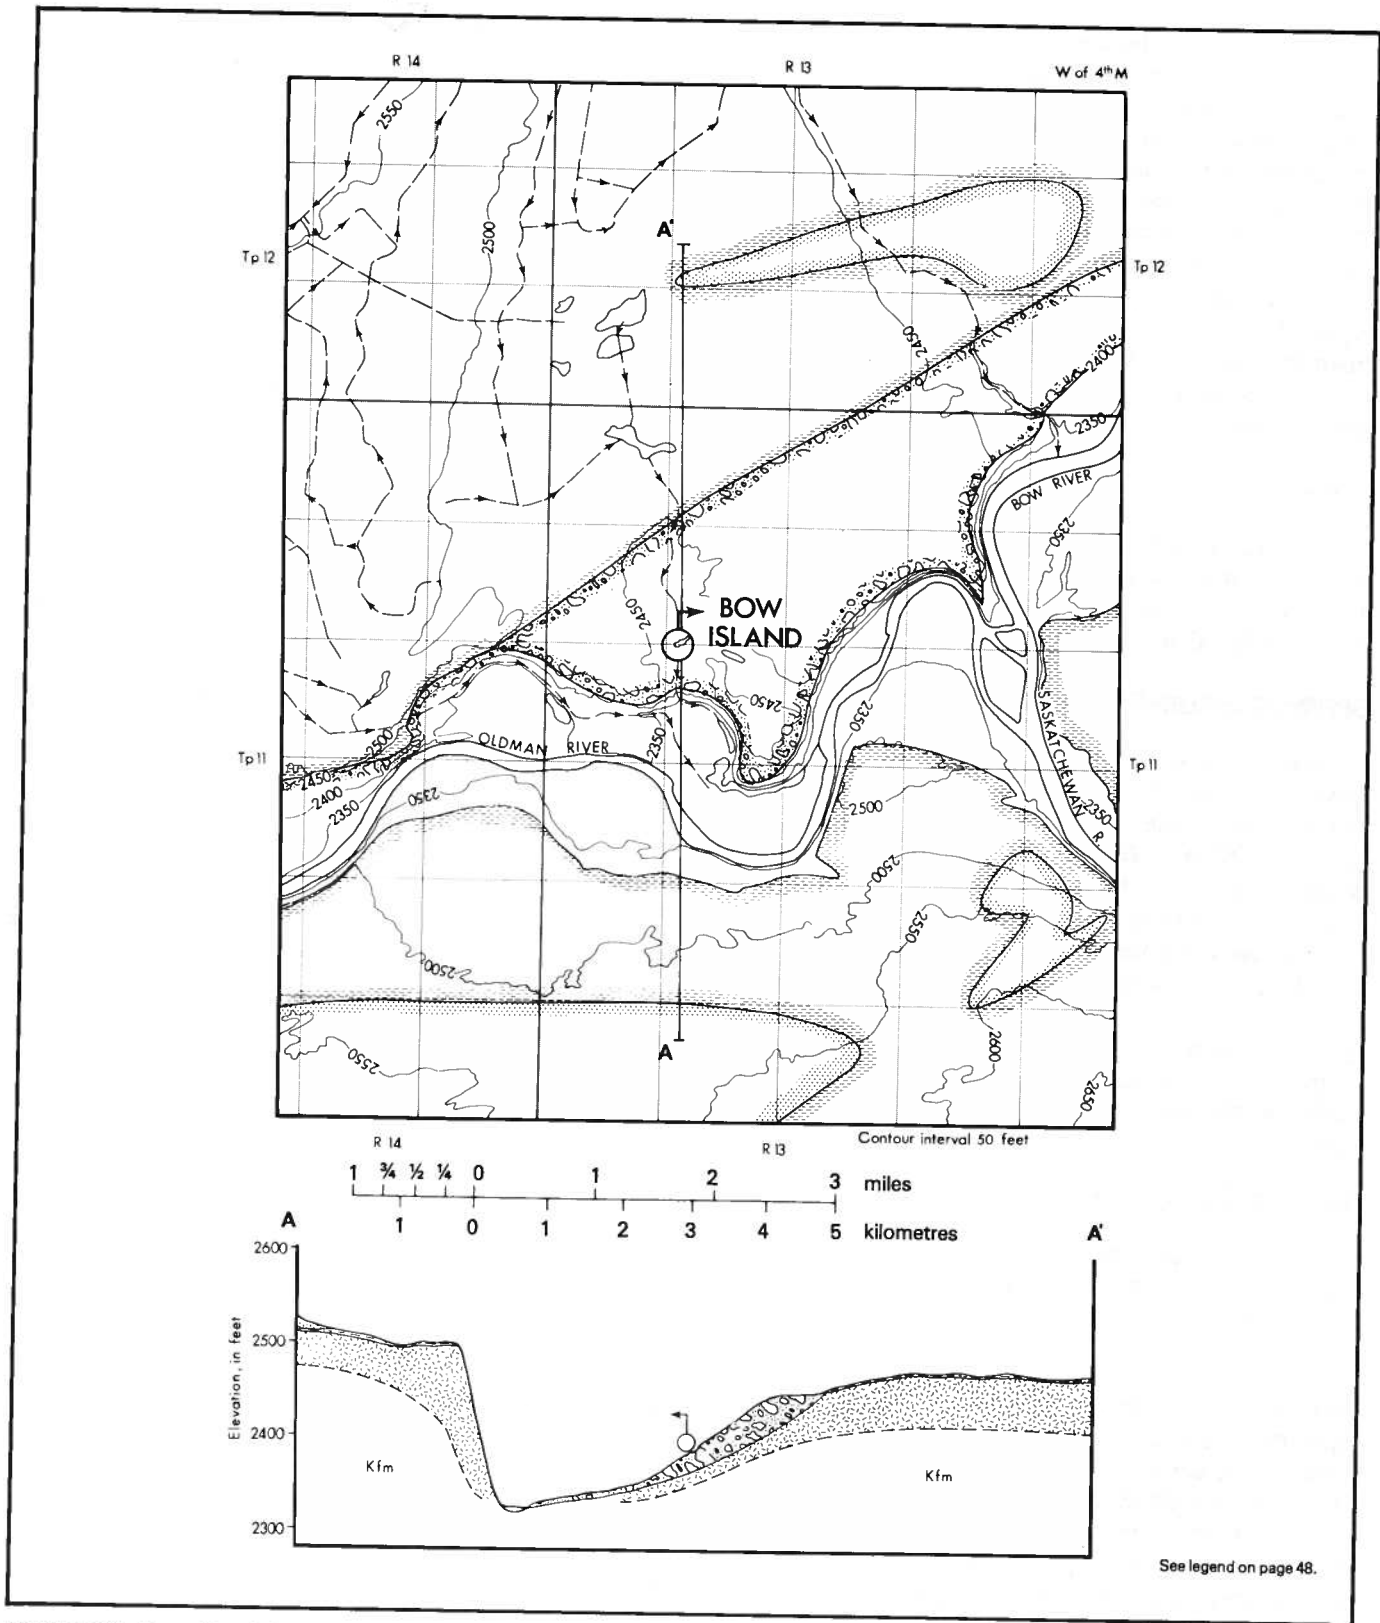 R 14
R 13
W of 4th M
2550
2500
A'
Tp 12
Tp 12
2450
2400
2350
BOW RIVER
2350
2450
BOW
ISLAND
2450
2500
OLDMAN RIVER
2350
2350
SASKATCHEWAN R
Tp 11
Tp 11
2450
2400
2350
2350
2500
2350
2500
2550
2500
2550
A
2600
2650
R 14
R 13
Contour interval 50 feet
1 ¾ ½ ¼ 0 1 2 3 miles
1 0 1 2 3 4 5 kilometres
A
A'
2600
2500
Elevation, in feet
2400
Kfm
Kfm
2300
See legend on page 48.